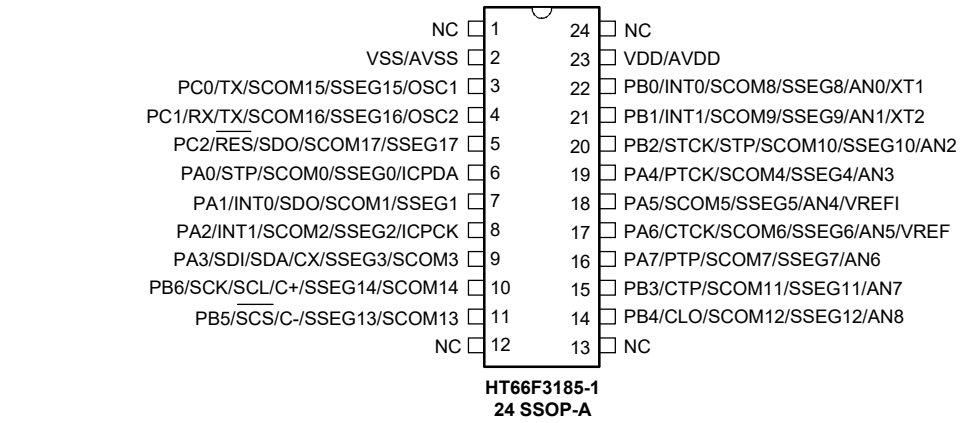 NC 1 24 NC
VSS/AVSS 2 23 VDD/AVDD
PC0/TX/SCOM15/SSEG15/OSC1 3 22 PB0/INT0/SCOM8/SSEG8/AN0/XT1
PC1/RX/TX/SCOM16/SSEG16/OSC2 4 21 PB1/INT1/SCOM9/SSEG9/AN1/XT2
PC2/RES/SDO/SCOM17/SSEG17 5 20 PB2/STCK/STP/SCOM10/SSEG10/AN2
PA0/STP/SCOM0/SSEG0/ICPDA 6 19 PA4/PTCK/SCOM4/SSEG4/AN3
PA1/INT0/SDO/SCOM1/SSEG1 7 18 PA5/SCOM5/SSEG5/AN4/VREFI
PA2/INT1/SCOM2/SSEG2/ICPCK 8 17 PA6/CTCK/SCOM6/SSEG6/AN5/VREF
PA3/SDI/SDA/CX/SSEG3/SCOM3 9 16 PA7/PTP/SCOM7/SSEG7/AN6
PB6/SCK/SCL/C+/SSEG14/SCOM14 10 15 PB3/CTP/SCOM11/SSEG11/AN7
PB5/SCS/C-/SSEG13/SCOM13 11 14 PB4/CLO/SCOM12/SSEG12/AN8
NC 12 13 NC
HT66F3185-1
24 SSOP-A